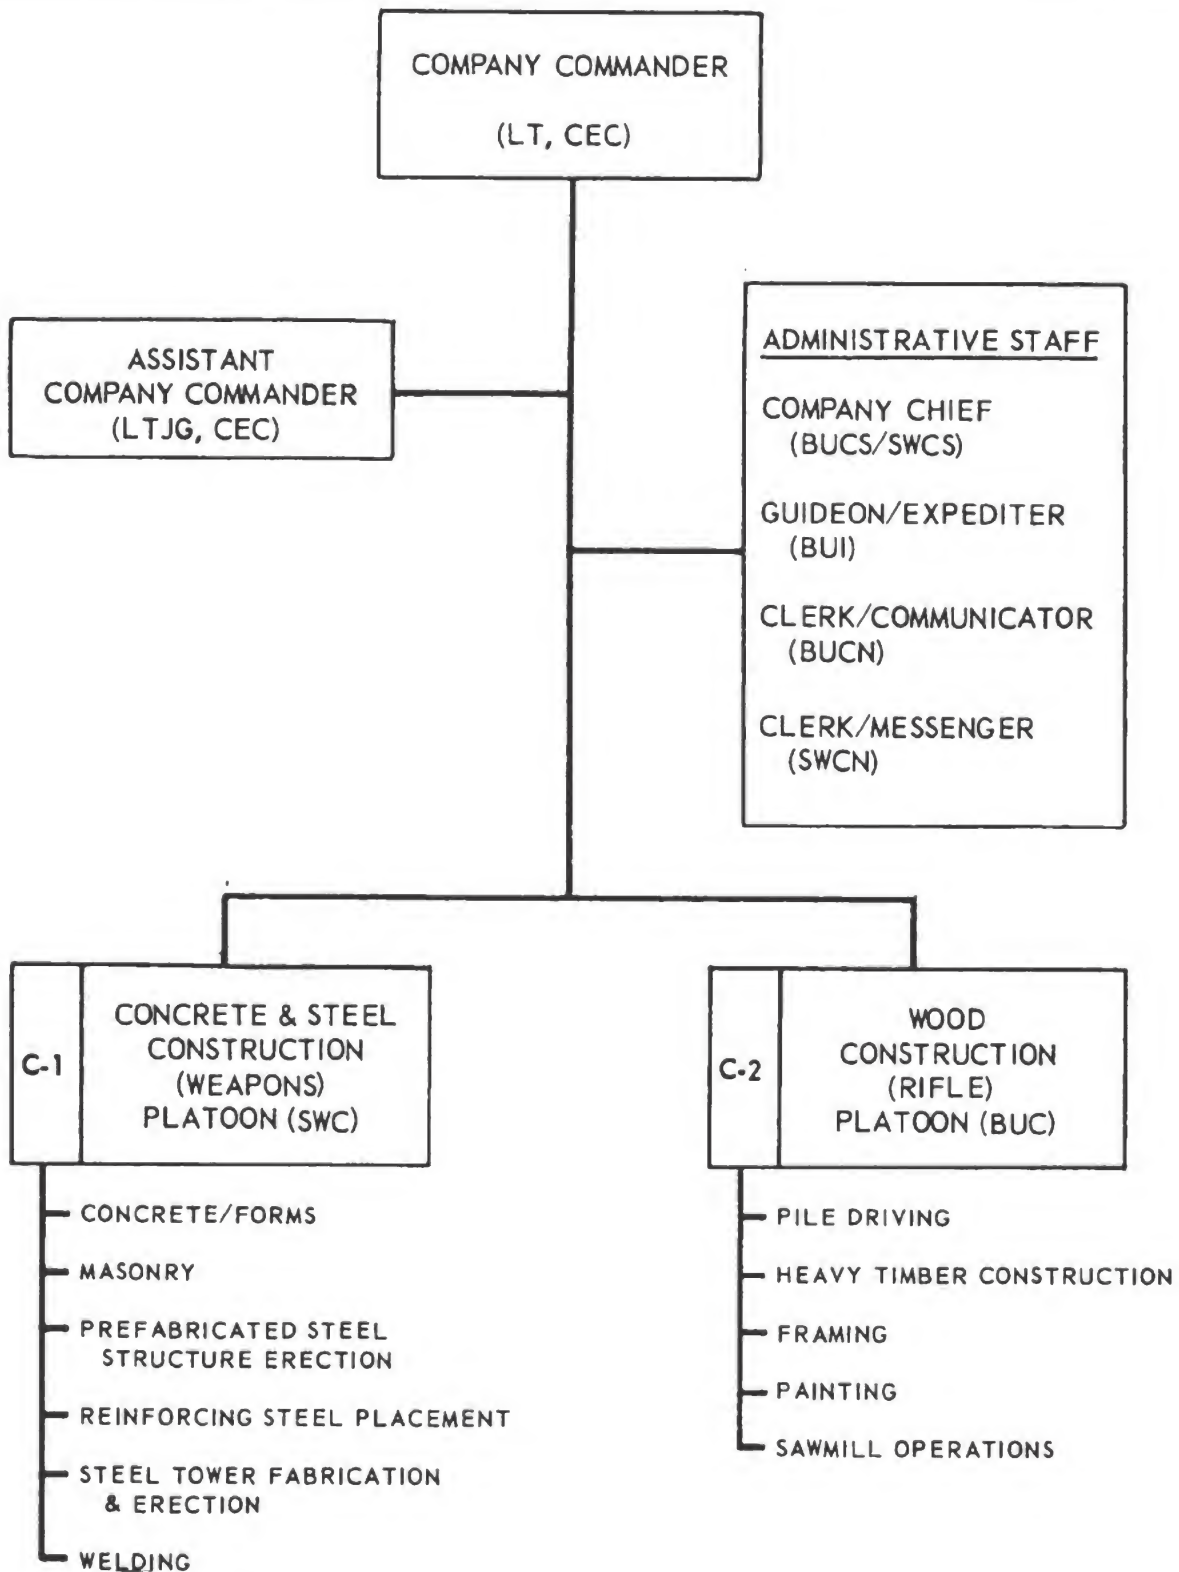 COMPANY COMMANDER
(LT, CEC)
ASSISTANT
COMPANY COMMANDER
(LTJG, CEC)
ADMINISTRATIVE STAFF
COMPANY CHIEF
(BUCS/SWCS)
GUIDEON/EXPEDITER
(BUI)
CLERK/COMMUNICATOR
(BUCN)
CLERK/MESSENGER
(SWCN)
C-1
CONCRETE & STEEL
CONSTRUCTION
(WEAPONS)
PLATOON (SWC)
CONCRETE/FORMS
MASONRY
PREFABRICATED STEEL
STRUCTURE ERECTION
REINFORCING STEEL PLACEMENT
STEEL TOWER FABRICATION
& ERECTION
WELDING
C-2
WOOD
CONSTRUCTION
(RIFLE)
PLATOON (BUC)
PILE DRIVING
HEAVY TIMBER CONSTRUCTION
FRAMING
PAINTING
SAWMILL OPERATIONS